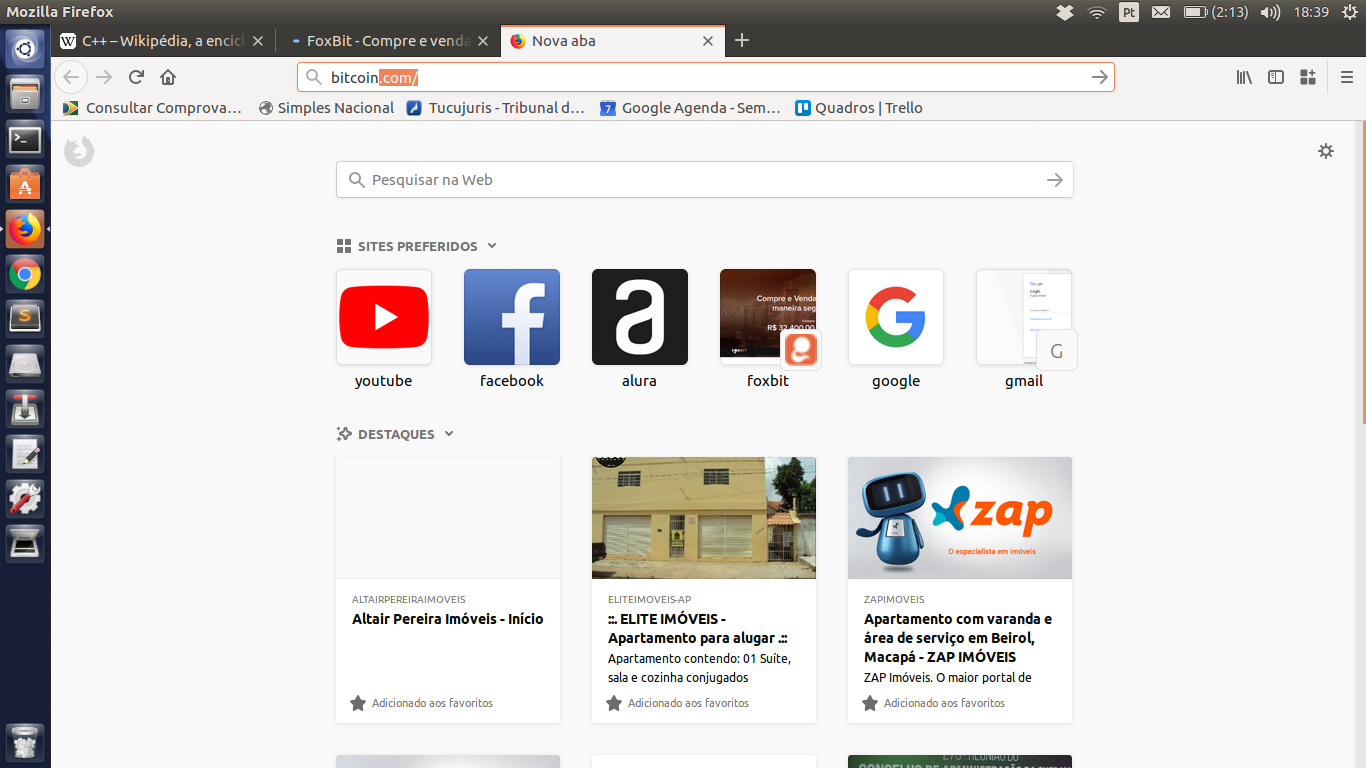 Mozilla Firefox
Pt
(2:13)
18:39
C++ – Wikipédia, a encicl
FoxBit - Compre e venda
Nova aba
bitcoin.com/
Consultar Comprova…
Simples Nacional
Tucujuris - Tribunal d…
7
Google Agenda - Sem…
Quadros | Trello
Pesquisar na Web
SITES PREFERIDOS
Compre e Venda
maneira seg
R$ 32.400,00
FOXBIT
Login
G
youtube
facebook
alura
foxbit
google
gmail
DESTAQUES
zap
O especialista em imóveis
ALTAIRPEREIRAIMOVEIS
Altair Pereira Imóveis - Início
Adicionado aos favoritos
ELITEIMOVEIS-AP
::. ELITE IMÓVEIS -
Apartamento para alugar .::
Apartamento contendo: 01 Suíte,
sala e cozinha conjugados
Adicionado aos favoritos
ZAPIMOVEIS
Apartamento com varanda e
área de serviço em Beirol,
Macapá - ZAP IMÓVEIS
ZAP Imóveis. O maior portal de
Adicionado aos favoritos